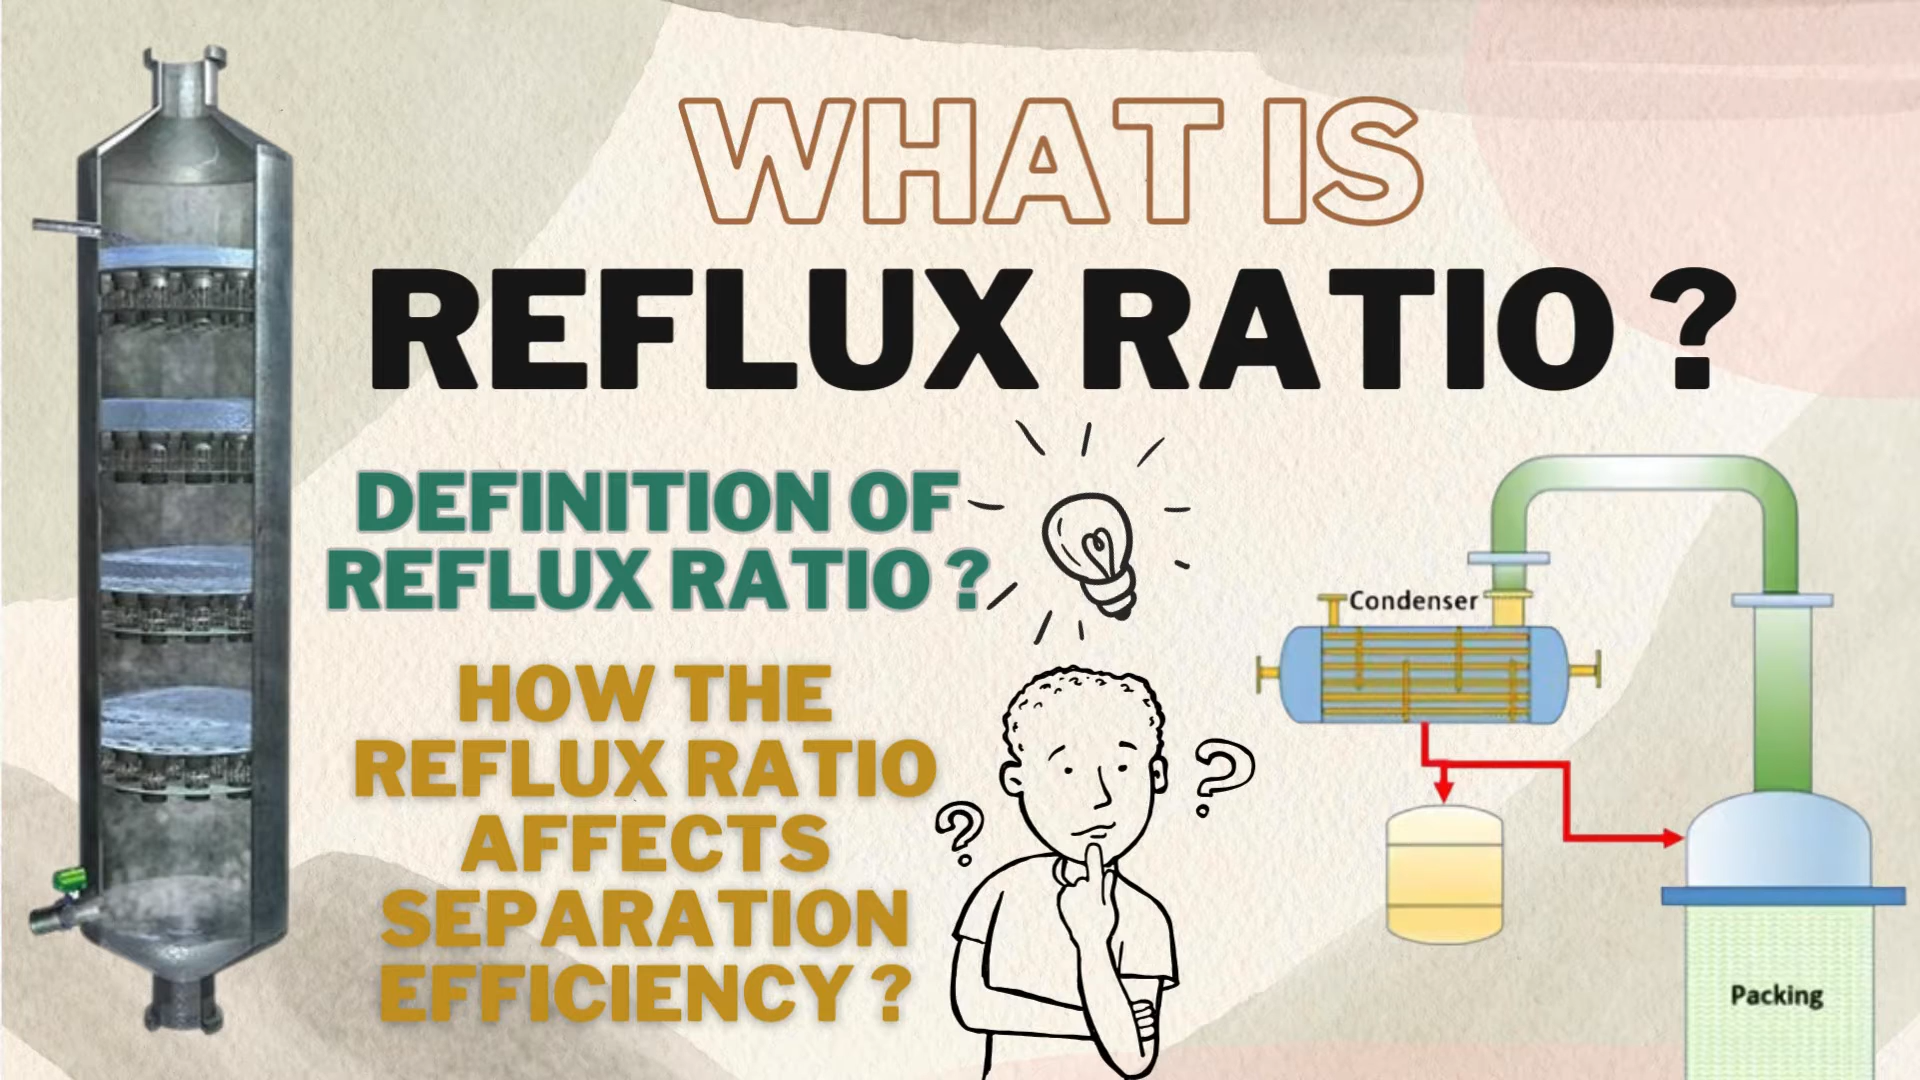 WHAT IS
REFLUX RATIO ?
DEFINITION OF
REFLUX RATIO ?
HOW THE
REFLUX RATIO
AFFECTS
SEPARATION
EFFICIENCY ?
Condenser
Packing